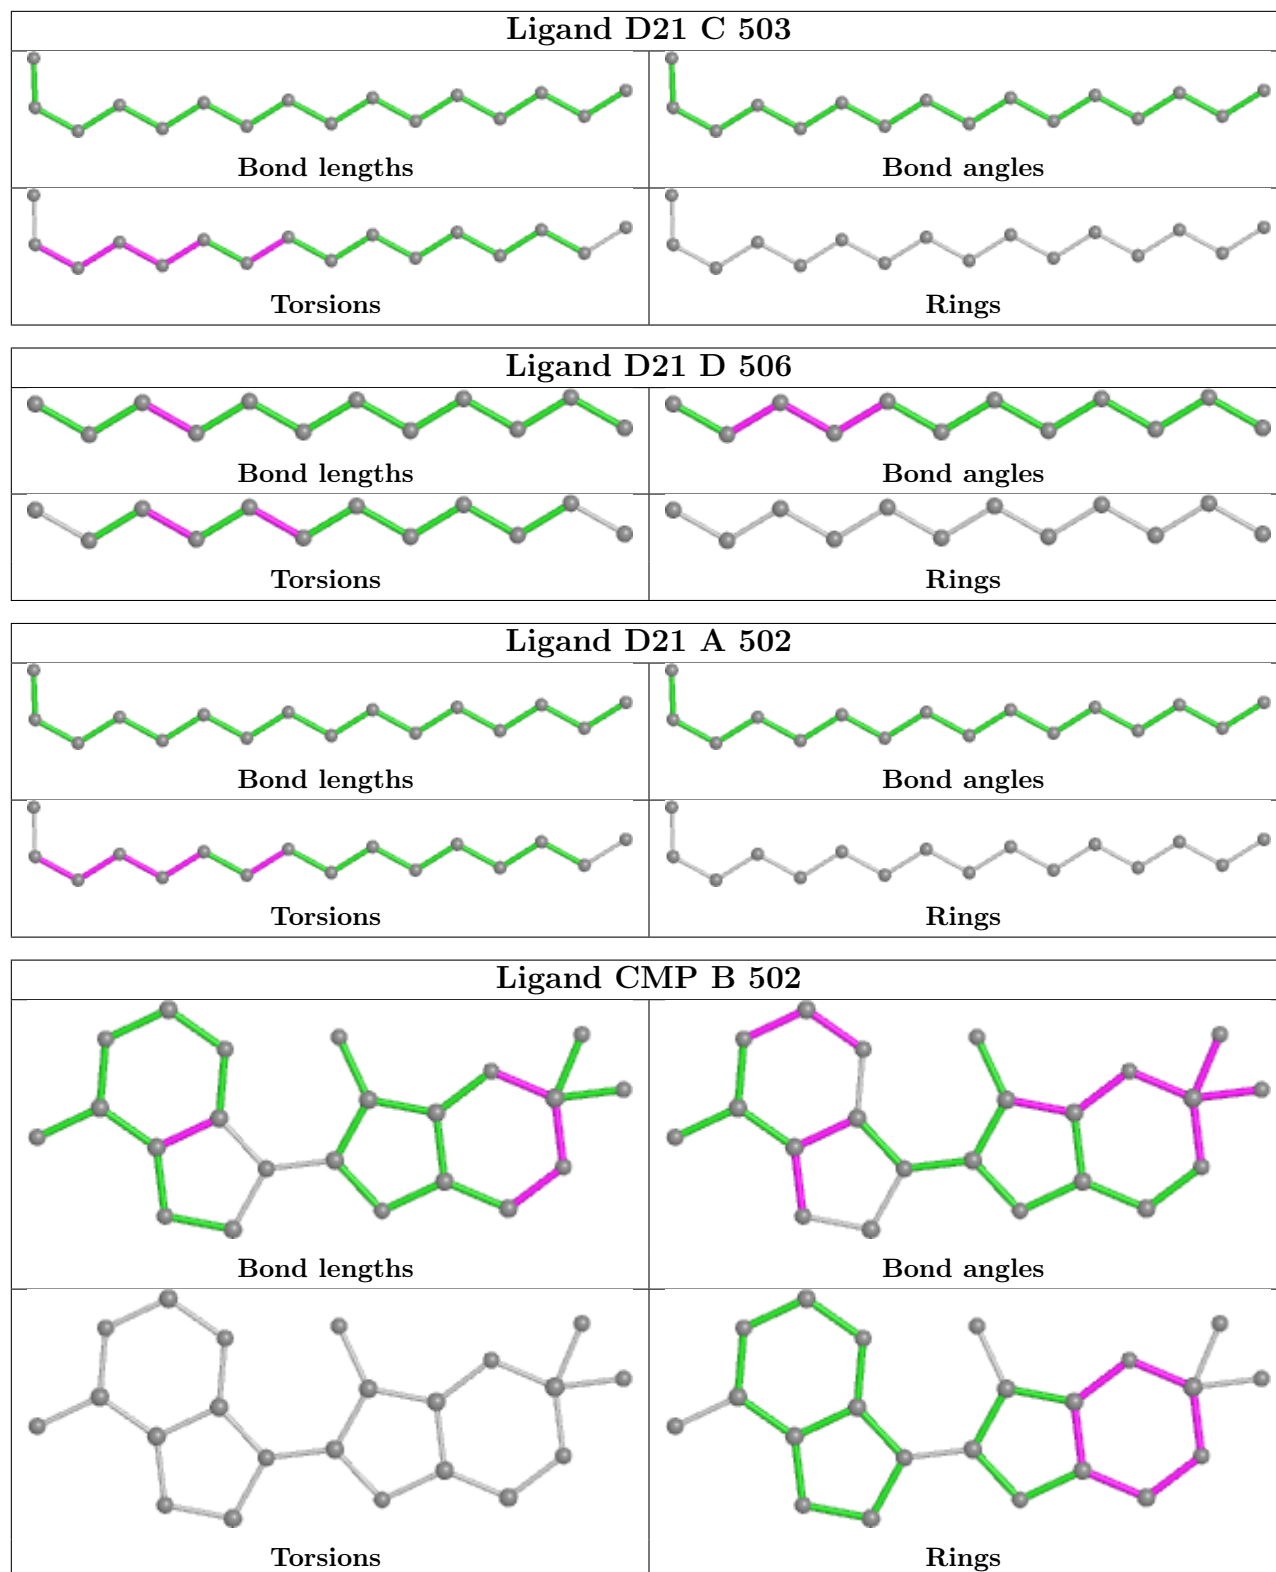 Ligand D21 C 503
Bond lengths
Bond angles
Torsions
Rings
Ligand D21 D 506
Bond lengths
Bond angles
Torsions
Rings
Ligand D21 A 502
Bond lengths
Bond angles
Torsions
Rings
Ligand CMP B 502
Bond lengths
Bond angles
Torsions
Rings